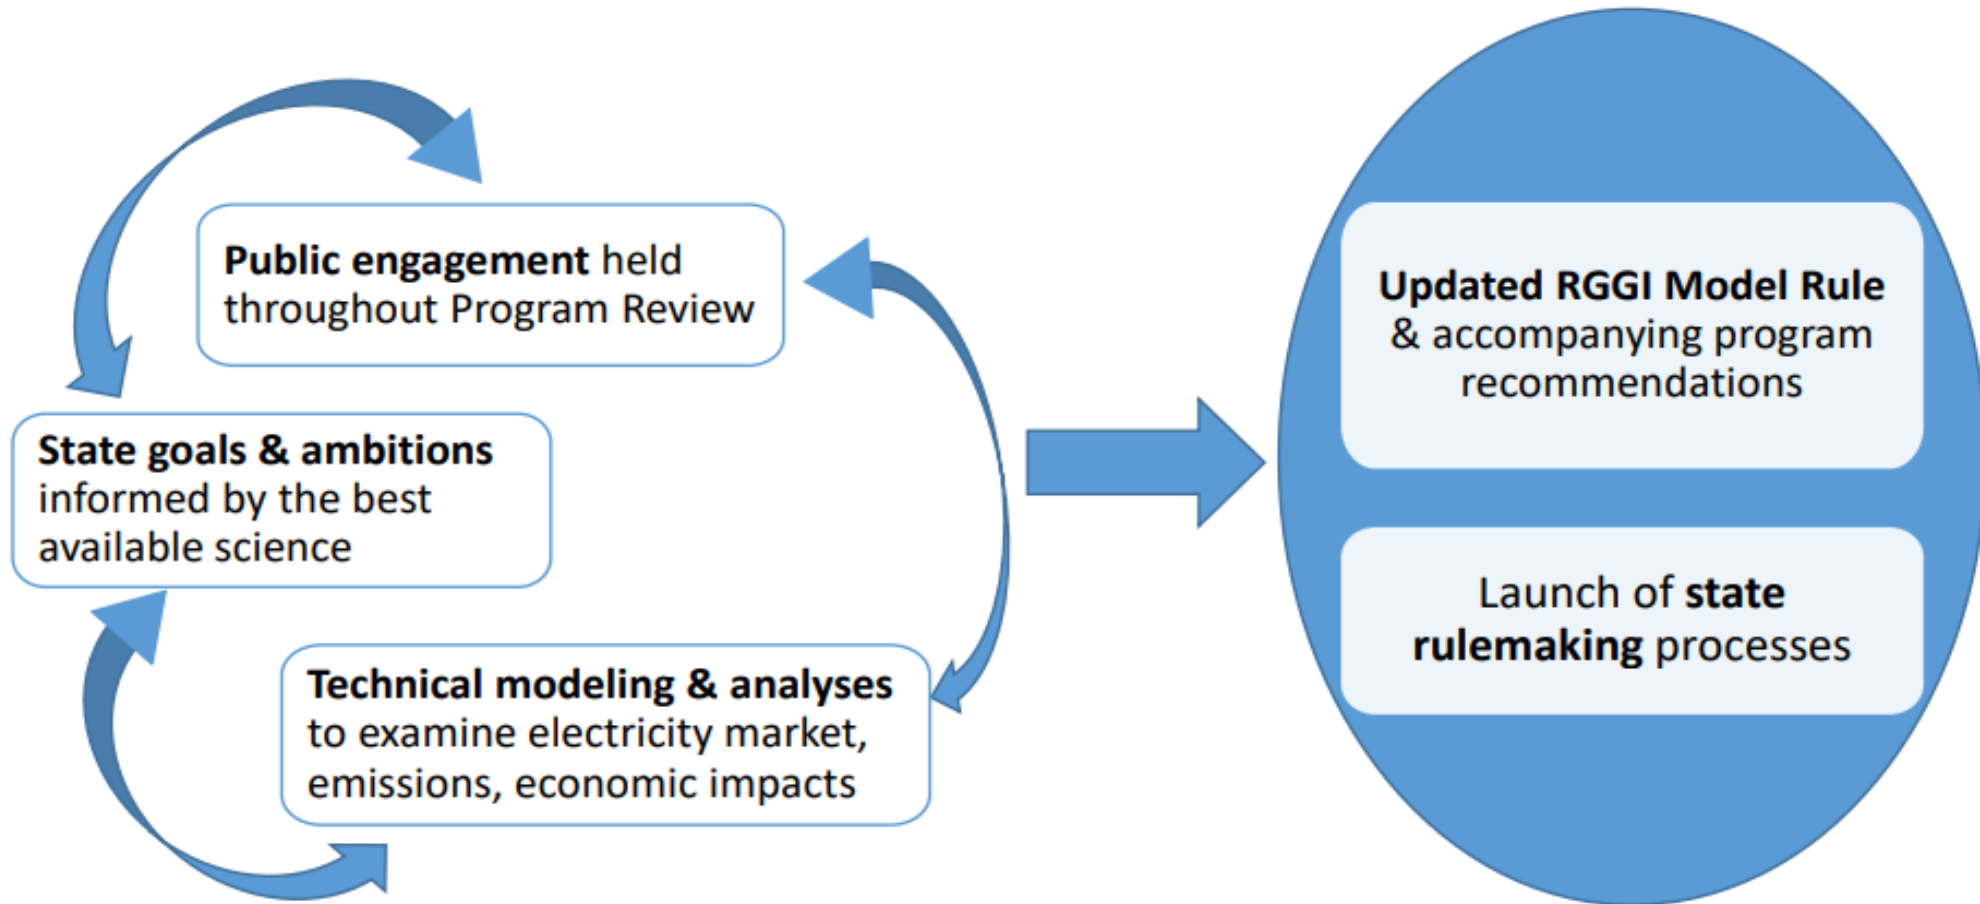 Public engagement held
throughout Program Review
State goals & ambitions
informed by the best
available science
Technical modeling & analyses
to examine electricity market,
emissions, economic impacts
Updated RGGI Model Rule
& accompanying program
recommendations
Launch of state
rulemaking processes